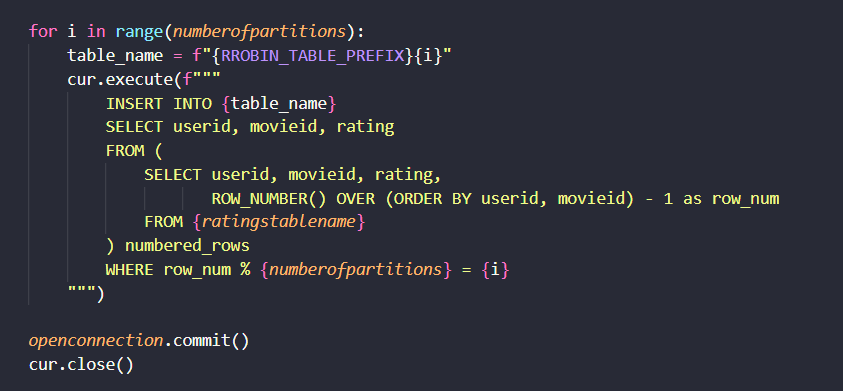 for i in range(numberofpartitions):
    table_name = f"{RROBIN_TABLE_PREFIX}{i}"
    cur.execute(f"""
        INSERT INTO {table_name}
        SELECT userid, movieid, rating
        FROM (
            SELECT userid, movieid, rating,
                   ROW_NUMBER() OVER (ORDER BY userid, movieid) - 1 as row_num
            FROM {ratingstablename}
        ) numbered_rows
        WHERE row_num % {numberofpartitions} = {i}
    """)

openconnection.commit()
cur.close()